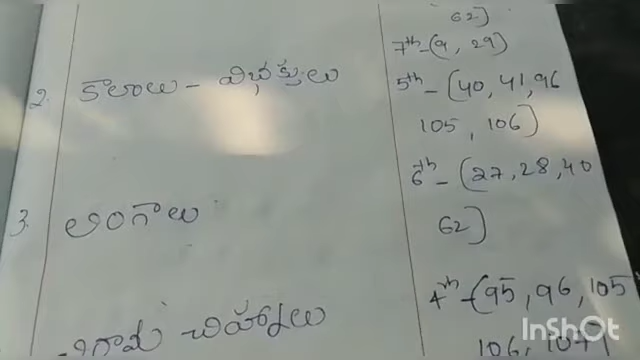 62)
7th-(9, 29)
2. కాలాలు - విభక్తులు 5th-(40, 41, 96
105, 106)
6th-(27, 28, 40
3. లింగాలు 62)
4th-(95, 96, 105
విరామ చిహ్నాలు 106, 107)
InShOt